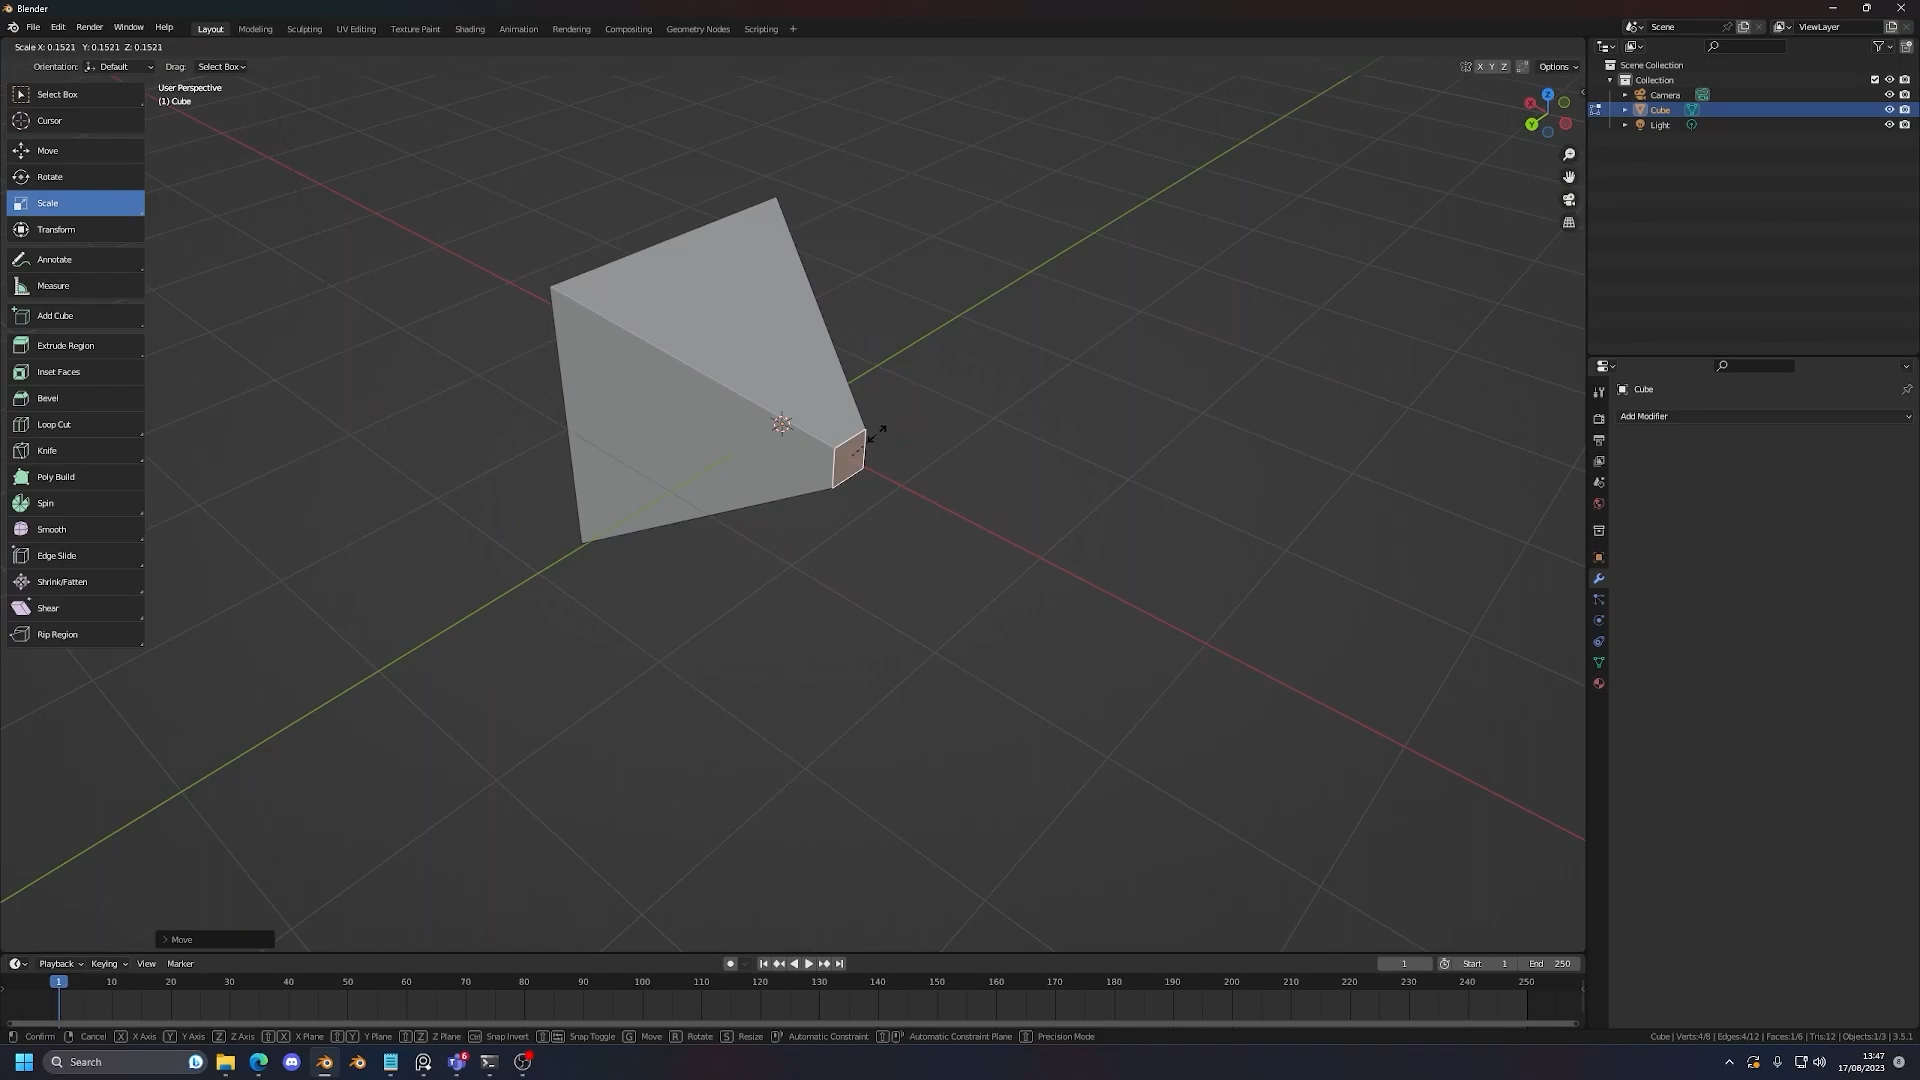 Blender
File Edit Render Window Help
Layout Modeling Sculpting UV Editing Texture Paint Shading Animation Rendering Compositing Geometry Nodes Scripting +
Scene
ViewLayer
Scale X: 0.1521 Y: 0.1521 Z: 0.1521
Orientation: Default Drag: Select Box
X Y Z Options
User Perspective
(1) Cube
Select Box
Cursor
Move
Rotate
Scale
Transform
Annotate
Measure
Add Cube
Extrude Region
Inset Faces
Bevel
Loop Cut
Knife
Poly Build
Spin
Smooth
Edge Slide
Shrink/Fatten
Shear
Rip Region
Z
X
Y
Scene Collection
Collection
Camera
Cube
Light
Cube
Add Modifier
> Move
Playback Keying View Marker
1 Start 1 End 250
1 10 20 30 40 50 60 70 80 90 100 110 120 130 140 150 160 170 180 190 200 210 220 230 240 250
Confirm Cancel X X Axis Y Y Axis Z Z Axis X X Plane Y Y Plane Z Z Plane Ctrl Snap Invert Snap Toggle G Move R Rotate S Resize Automatic Constraint Automatic Constraint Plane Precision Mode
Cube | Verts:4/8 | Edges:4/12 | Faces:1/6 | Tris:12 | Objects:1/3 | 3.5.1
Search
6
13:47
17/08/2023
8